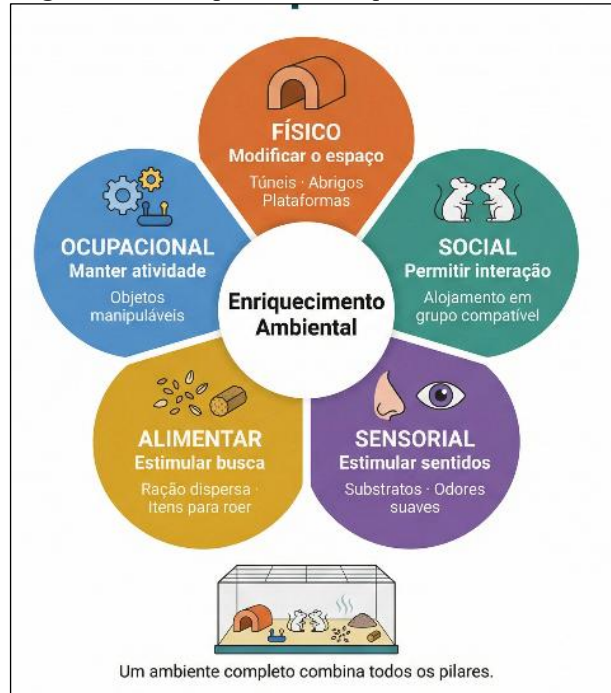 FÍSICO
Modificar o espaço
Túneis · Abrigos
Plataformas
OCUPACIONAL
Manter atividade
Objetos
manipuláveis
SOCIAL
Permitir interação
Alojamento em
grupo compatível
Enriquecimento
Ambiental
ALIMENTAR
Estimular busca
Ração dispersa ·
Itens para roer
SENSORIAL
Estimular sentidos
Substratos · Odores
suaves
Um ambiente completo combina todos os pilares.